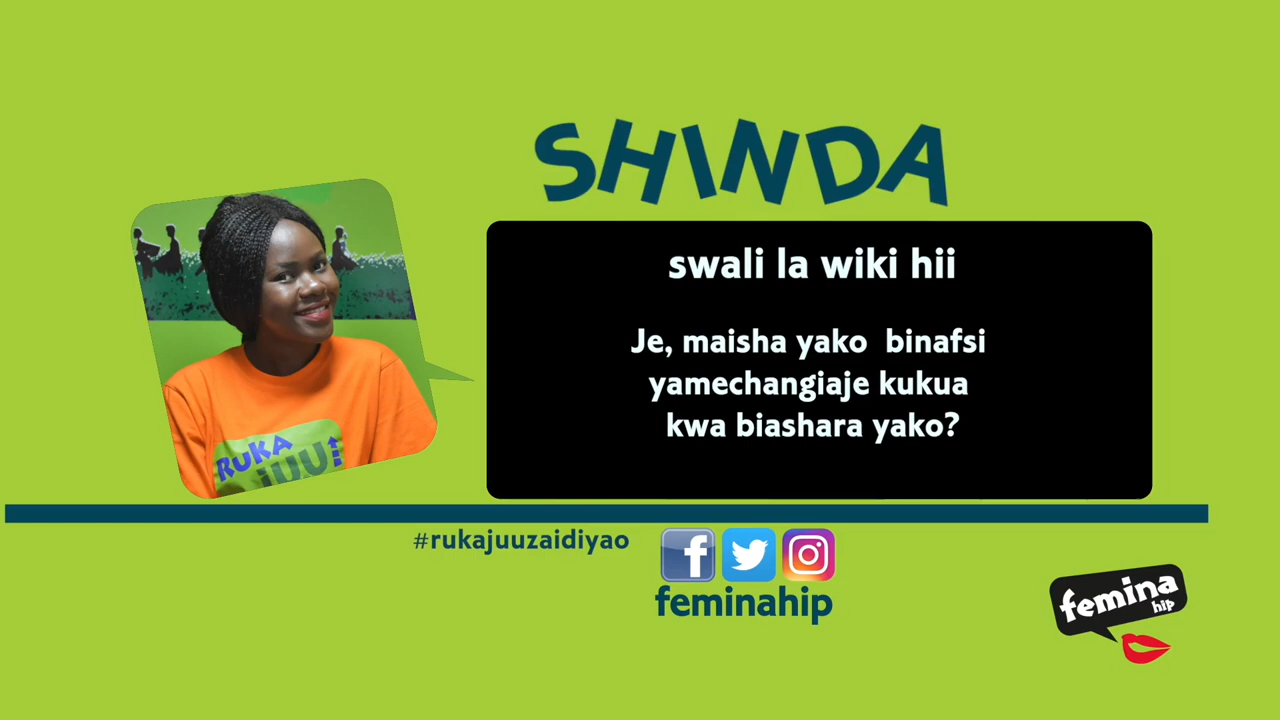 SHINDA
swali la wiki hii
Je, maisha yako binafsi
yamechangiaje kukua
kwa biashara yako?
RUKA
JUU
#rukajuuzaidiyao
feminahip
femina
hip